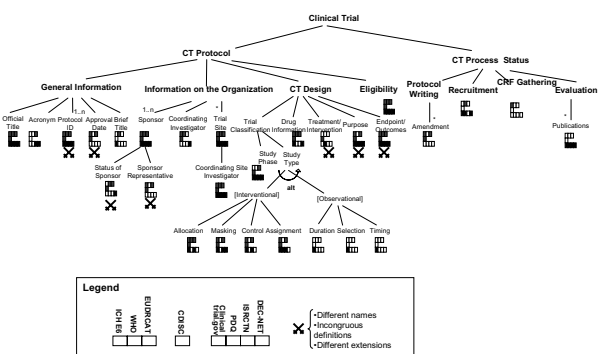 Clinical Trial
CT Protocol
CT Process Status
General Information
Information on the Organization
CT Design
Eligibility
Protocol
Writing
Recruitment
CRF Gathering
Evaluation
Official
Title
Acronym
1..n
Protocol
ID
Approval
Date
Brief
Title
1..n
Sponsor
Coordinating
Investigator
*
Trial
Site
Trial
Classification
Drug
Information
Treatment/
Intervention
Purpose
Endpoint/
Outcomes
*
Amendment
*
Publications
Status of
Sponsor
Sponsor
Representative
Coordinating Site
Investigator
Study
Phase
Study
Type
alt
[Interventional]
[Observational]
Allocation
Masking
Control
Assignment
Duration
Selection
Timing
Legend
ICH E6
WHO
EUDRCAT
CDISC
Clinical
trial.gov
PDQ
ISRCTN
DEC-NET
•Different names
•Incongruous
definitions
•Different extensions